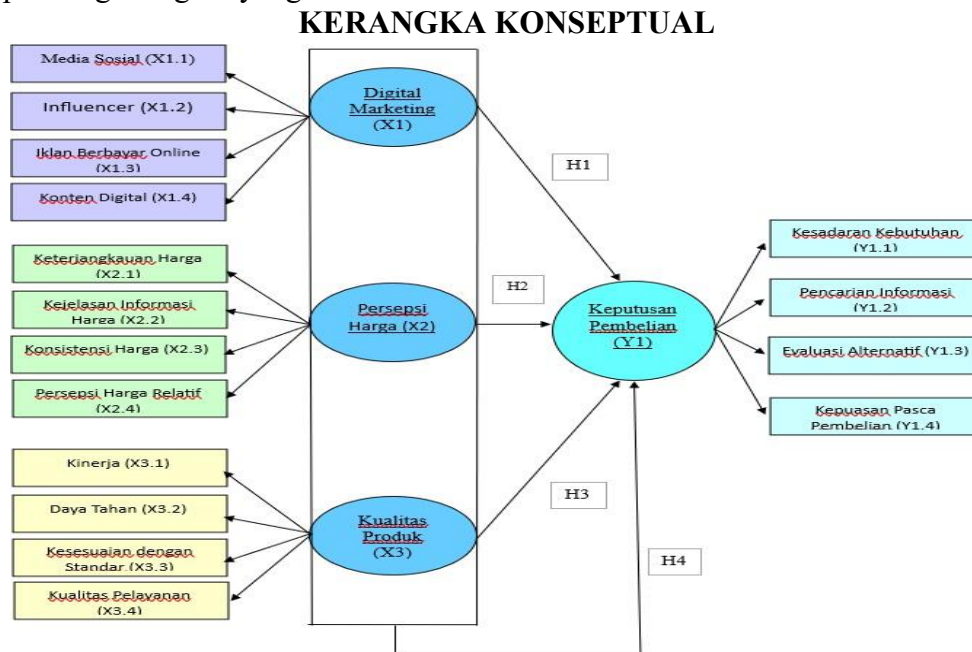 KERANGKA KONSEPTUAL
Media Sosial (X1.1)
Influencer (X1.2)
Iklan Berbayar Online
(X1.3)
Konten Digital (X1.4)
Digital
Marketing
(X1)
H1
Keterjangkauan Harga
(X2.1)
Kejelasan Informasi
Harga (X2.2)
Konsistensi Harga (X2.3)
Persepsi Harga Relatif
(X2.4)
Persepsi
Harga (X2)
H2
Keputusan
Pembelian
(Y1)
Kesadaran Kebutuhan
(Y1.1)
Pencarian Informasi
(Y1.2)
Evaluasi Alternatif (Y1.3)
Kepuasan Pasca
Pembelian (Y1.4)
Kinerja (X3.1)
Daya Tahan (X3.2)
Kesesuaian dengan
Standar (X3.3)
Kualitas Pelayanan
(X3.4)
Kualitas
Produk
(X3)
H3
H4